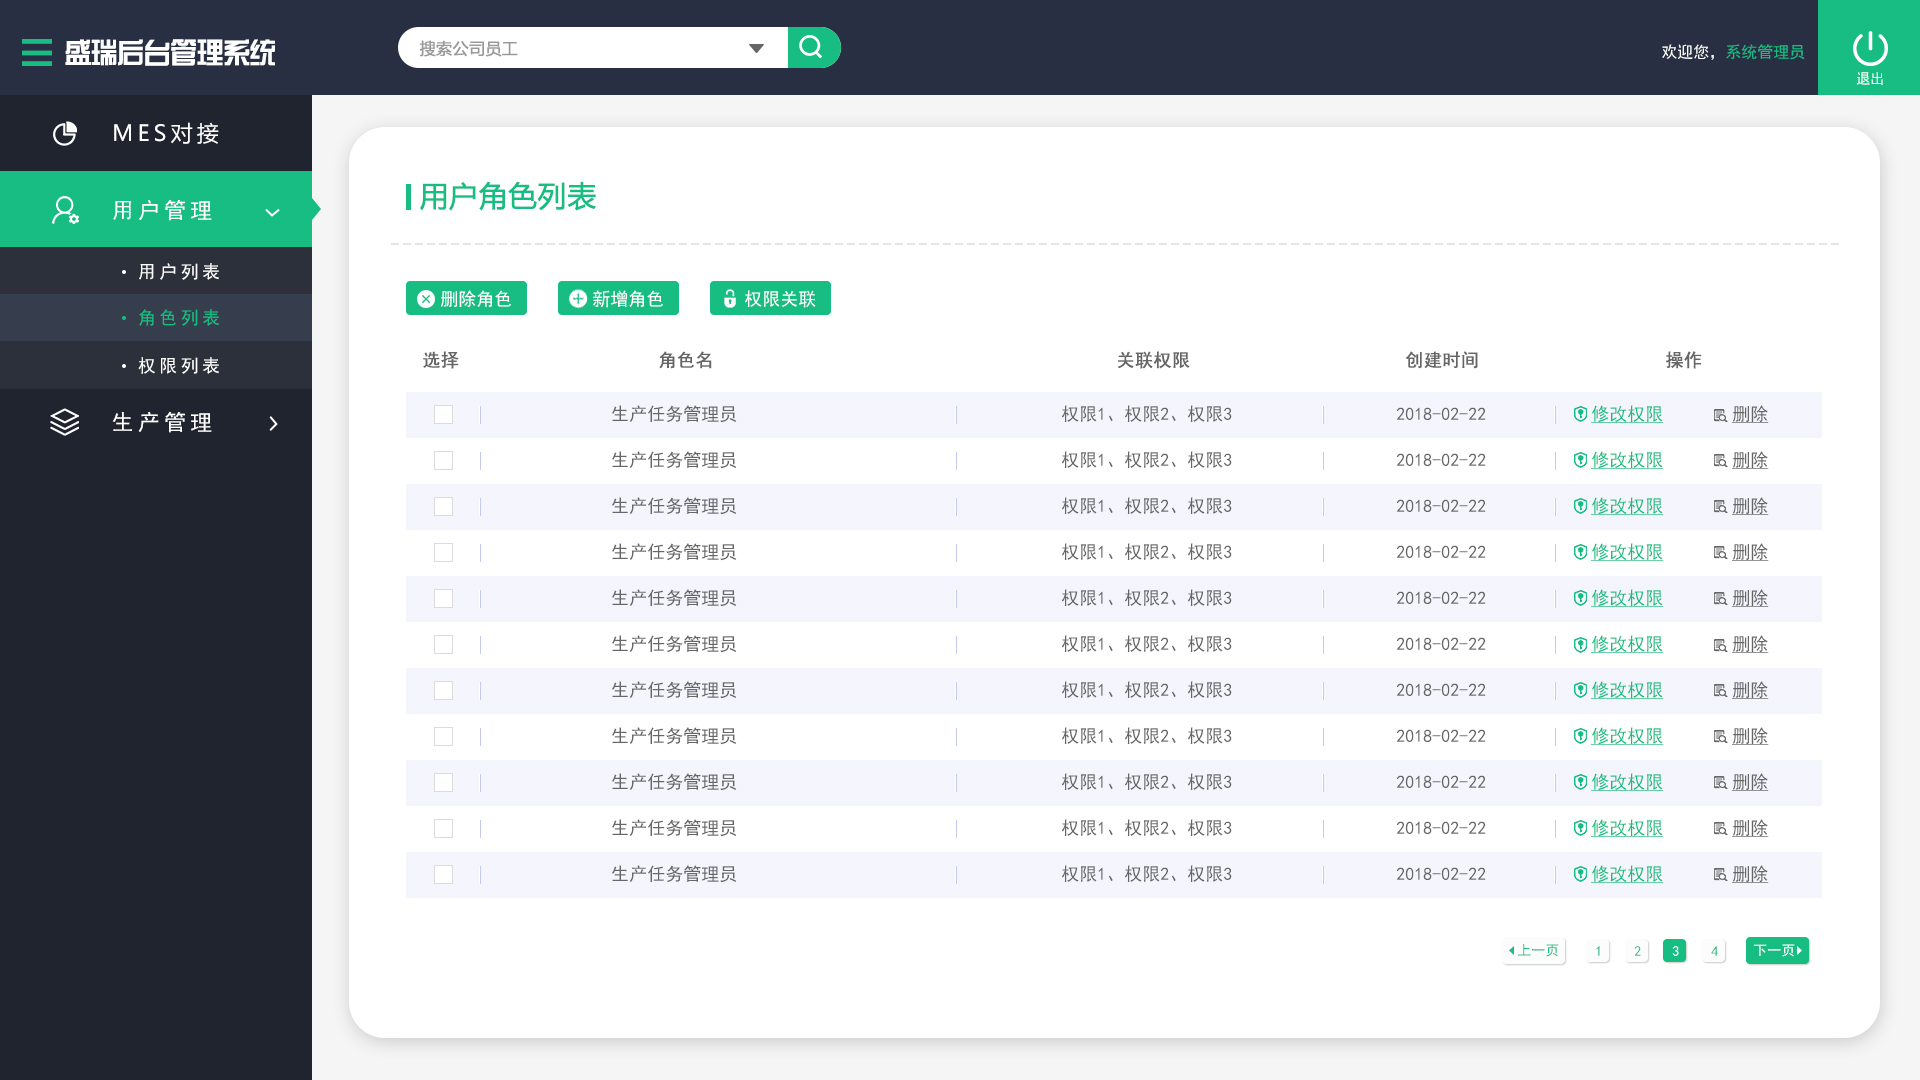 盛瑞后台管理系统
搜索公司员工
欢迎您，系统管理员
退出
MES对接
用户管理
• 用户列表
• 角色列表
• 权限列表
生产管理
用户角色列表
删除角色 新增角色 权限关联
选择 角色名 关联权限 创建时间 操作
生产任务管理员 权限1、权限2、权限3 2018-02-22 修改权限 删除
生产任务管理员 权限1、权限2、权限3 2018-02-22 修改权限 删除
生产任务管理员 权限1、权限2、权限3 2018-02-22 修改权限 删除
生产任务管理员 权限1、权限2、权限3 2018-02-22 修改权限 删除
生产任务管理员 权限1、权限2、权限3 2018-02-22 修改权限 删除
生产任务管理员 权限1、权限2、权限3 2018-02-22 修改权限 删除
生产任务管理员 权限1、权限2、权限3 2018-02-22 修改权限 删除
生产任务管理员 权限1、权限2、权限3 2018-02-22 修改权限 删除
生产任务管理员 权限1、权限2、权限3 2018-02-22 修改权限 删除
生产任务管理员 权限1、权限2、权限3 2018-02-22 修改权限 删除
生产任务管理员 权限1、权限2、权限3 2018-02-22 修改权限 删除
上一页 1 2 3 4 下一页